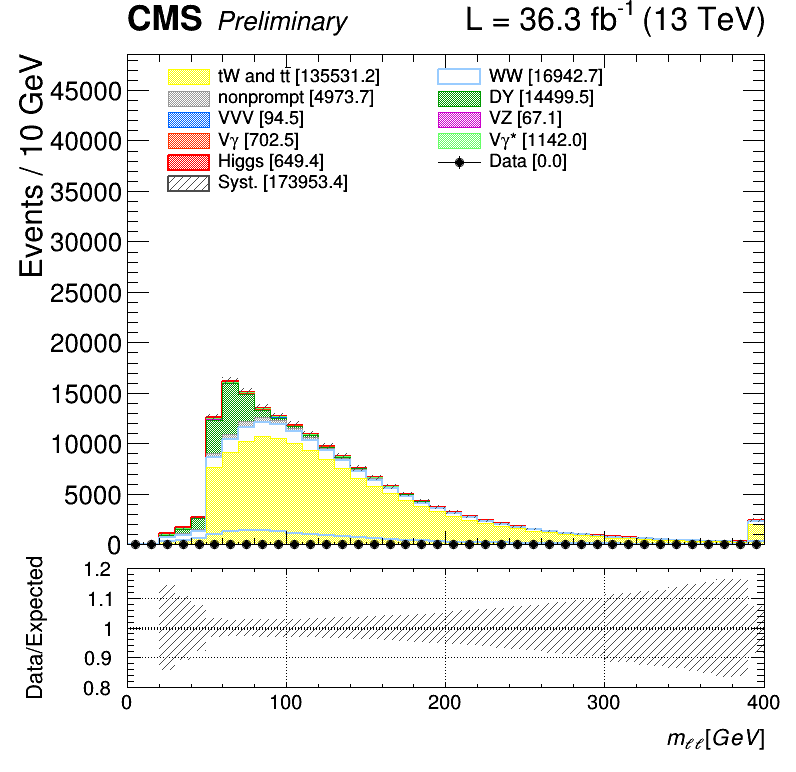 CMS Preliminary L = 36.3 fb⁻¹ (13 TeV)
Events / 10 GeV
tW and tt̄ [135531.2]
nonprompt [4973.7]
VVV [94.5]
Vγ [702.5]
Higgs [649.4]
Syst. [173953.4]
WW [16942.7]
DY [14499.5]
VZ [67.1]
Vγ* [1142.0]
Data [0.0]
45000
40000
35000
30000
25000
20000
15000
10000
5000
0
Data/Expected
1.2
1.1
1
0.9
0.8
0 100 200 300 400
mℓℓ[GeV]